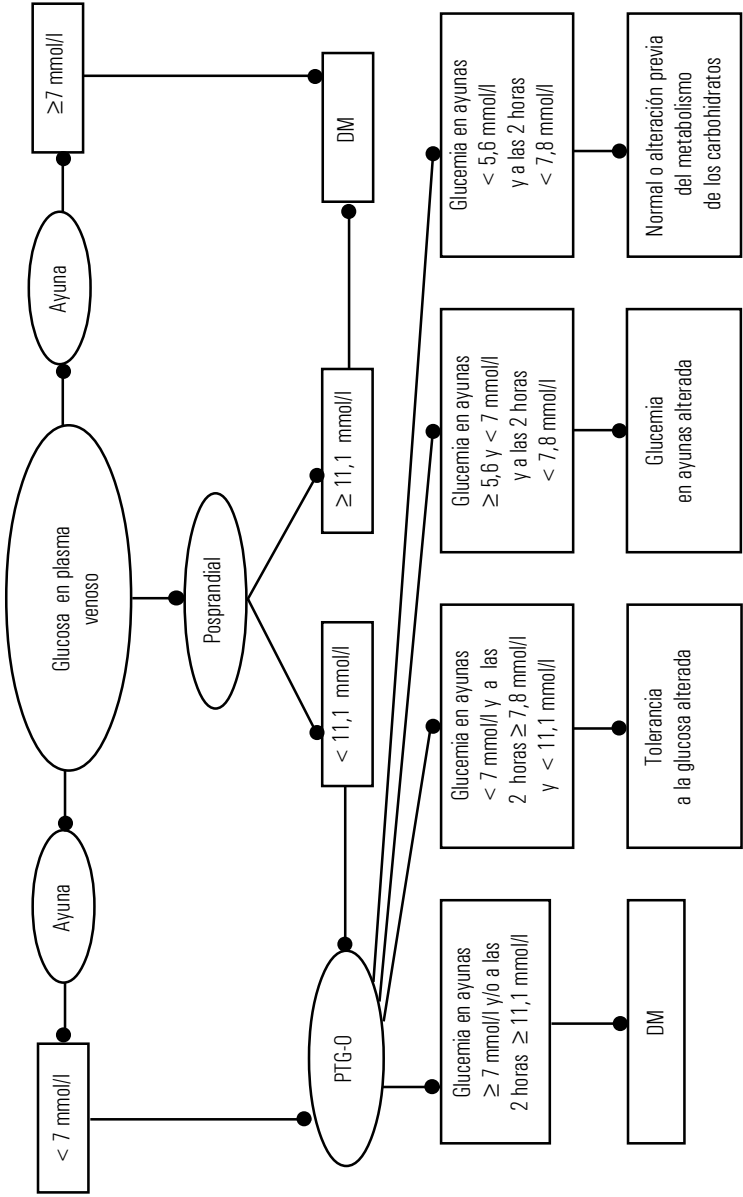 Glucosa en plasma
venoso
Ayuna
Ayuna
< 7 mmol/l
≥7 mmol/l
Posprandial
< 11,1 mmol/l
≥ 11,1 mmol/l
DM
PTG-O
Glucemia en ayunas
≥ 7 mmol/l y/o a las
2 horas ≥ 11,1 mmol/l
Glucemia en ayunas
< 7 mmol/l y a las
2 horas ≥ 7,8 mmol/l
y < 11,1 mmol/l
Glucemia en ayunas
≥ 5,6 y < 7 mmol/l
y a las 2 horas
< 7,8 mmol/l
Glucemia en ayunas
< 5,6 mmol/l
y a las 2 horas
< 7,8 mmol/l
DM
Tolerancia
a la glucosa alterada
Glucemia
en ayunas alterada
Normal o alteración previa
del metabolismo
de los carbohidratos